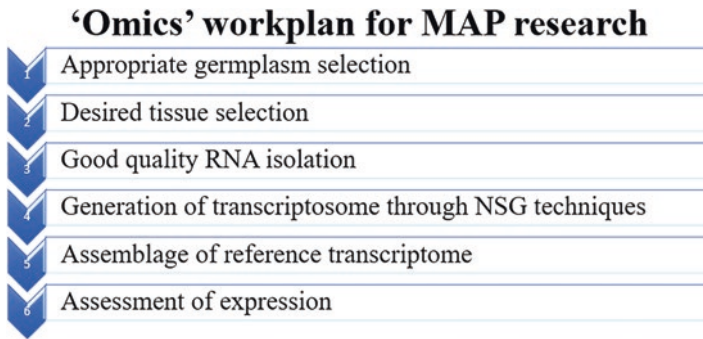 ‘Omics’ workplan for MAP research
1 Appropriate germplasm selection
2 Desired tissue selection
3 Good quality RNA isolation
4 Generation of transcriptosome through NSG techniques
5 Assemblage of reference transcriptome
6 Assessment of expression